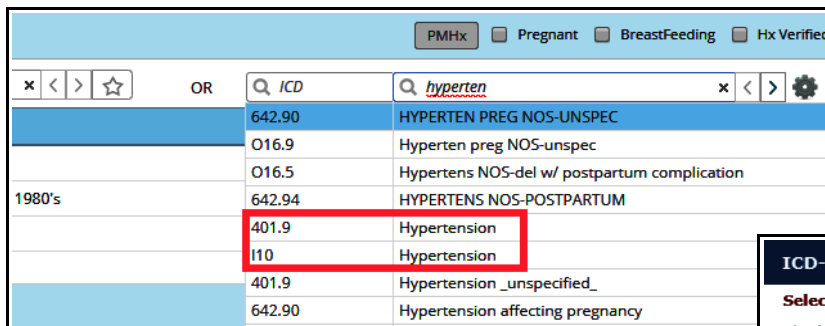 PMHx Pregnant BreastFeeding Hx Verified
× < > OR ICD hyperten × < >
642.90 HYPERTEN PREG NOS-UNSPEC
O16.9 Hyperten preg NOS-unspec
O16.5 Hypertens NOS-del w/ postpartum complication
1980's 642.94 HYPERTENS NOS-POSTPARTUM
401.9 Hypertension
I10 Hypertension
401.9 Hypertension _unspecified_
642.90 Hypertension affecting pregnancy
ICD-
Selec